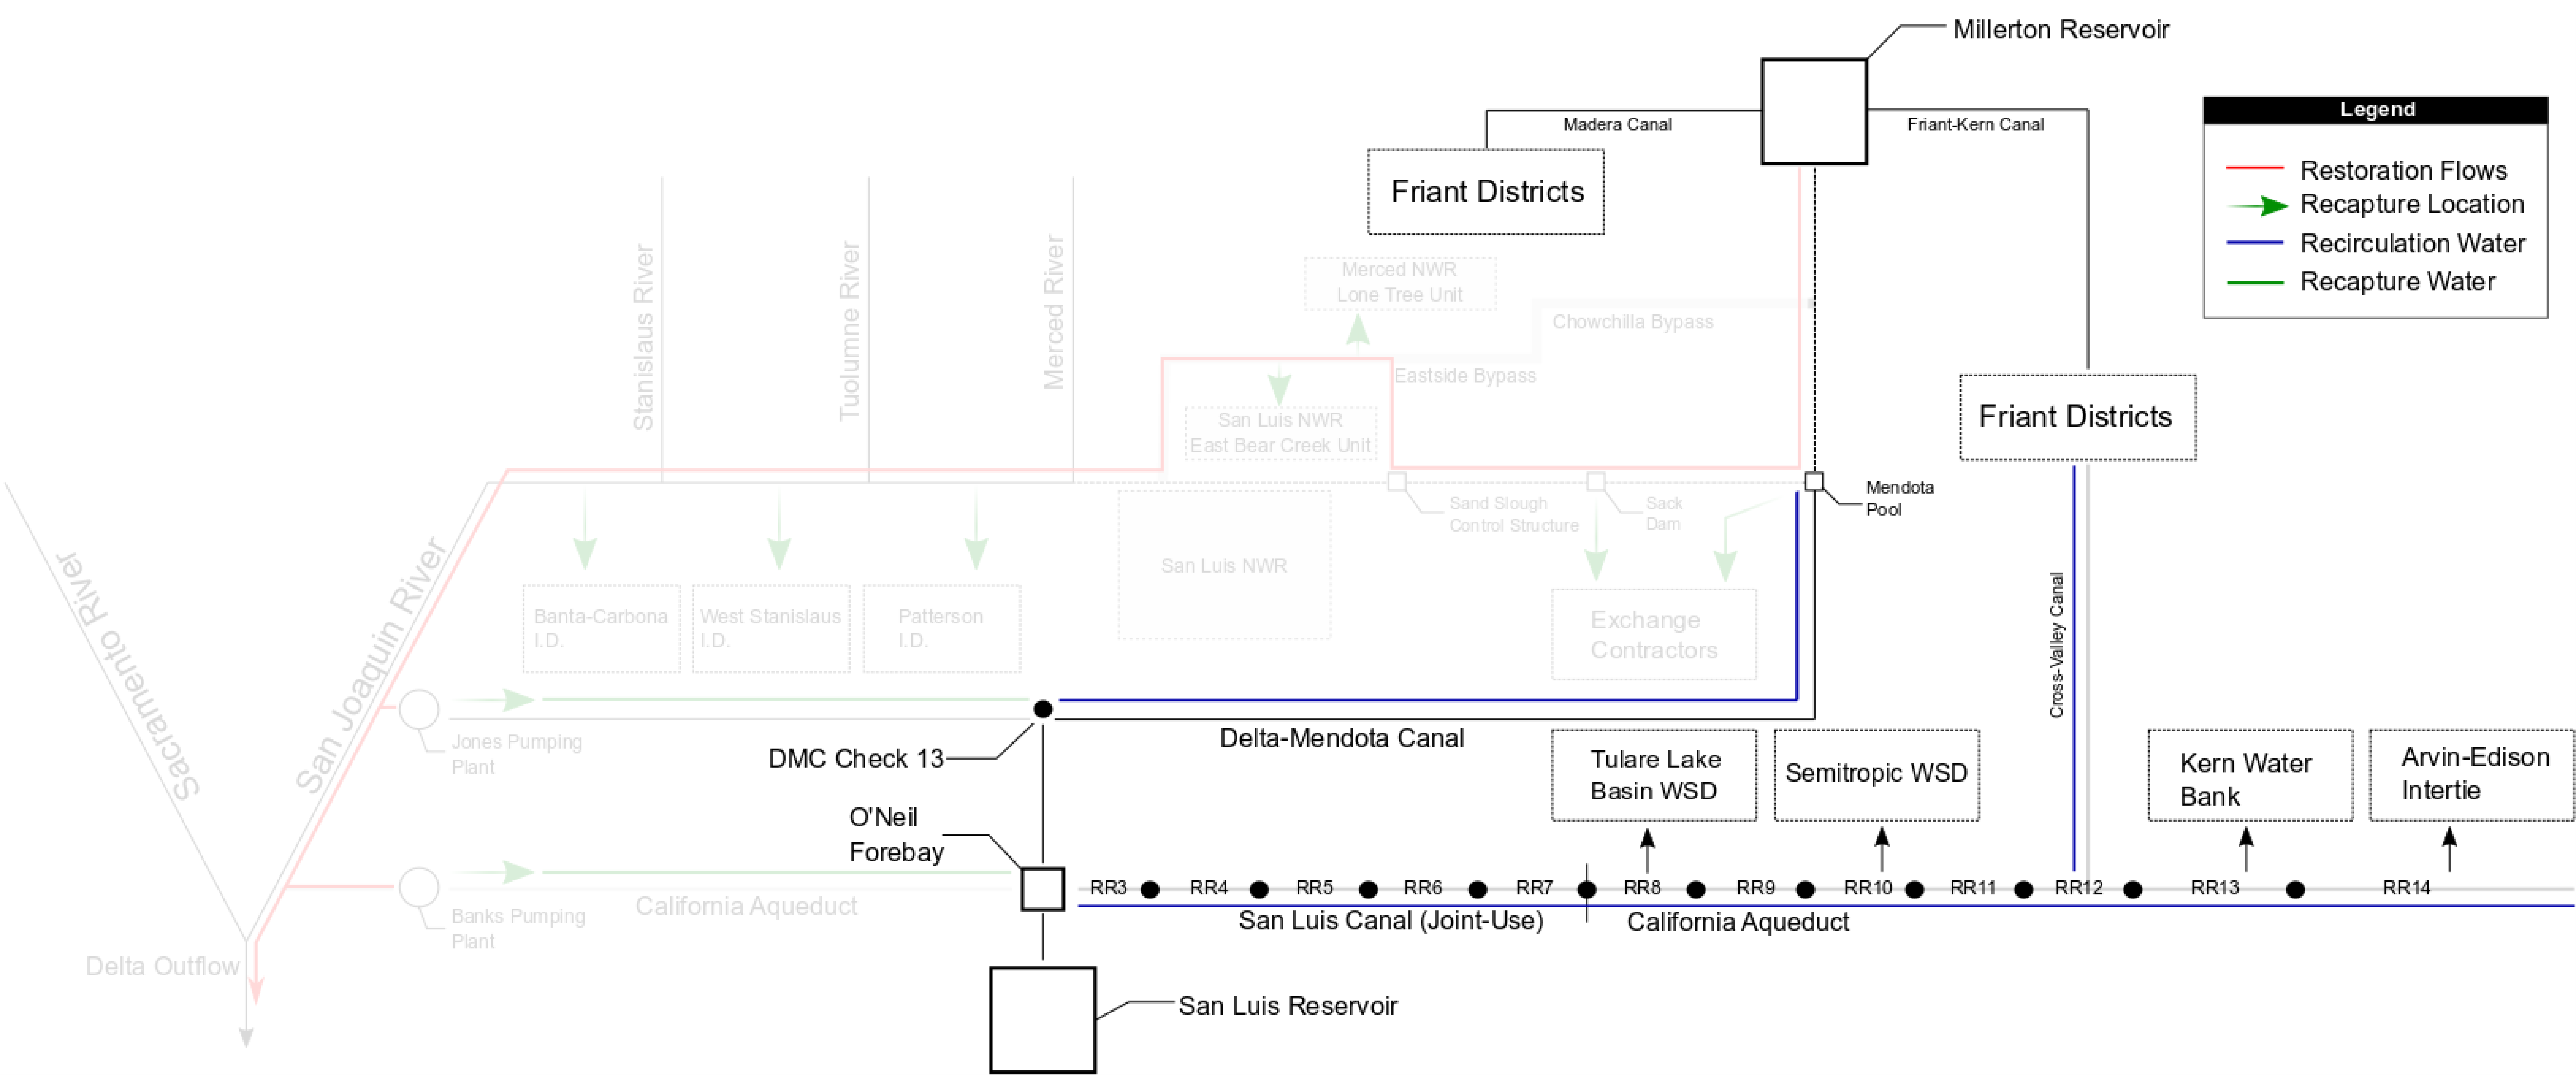 Millerton Reservoir
Legend
Restoration Flows
Recapture Location
Recirculation Water
Recapture Water
Madera Canal
Friant-Kern Canal
Friant Districts
Stanislaus River
Tuolumne River
Merced River
Merced NWR
Lone Tree Unit
Chowchilla Bypass
Eastside Bypass
San Luis NWR
East Bear Creek Unit
Friant Districts
Mendota
Pool
Sand Slough
Control Structure
Sack
Dam
Sacramento River
San Joaquin River
San Luis NWR
Banta-Carbona
I.D.
West Stanislaus
I.D.
Patterson
I.D.
Exchange
Contractors
Cross-Valley Canal
Jones Pumping
Plant
DMC Check 13
Delta-Mendota Canal
Tulare Lake
Basin WSD
Semitropic WSD
Kern Water
Bank
Arvin-Edison
Intertie
O'Neil
Forebay
RR3
RR4
RR5
RR6
RR7
RR8
RR9
RR10
RR11
RR12
RR13
RR14
California Aqueduct
Banks Pumping
Plant
San Luis Canal (Joint-Use)
California Aqueduct
Delta Outflow
San Luis Reservoir